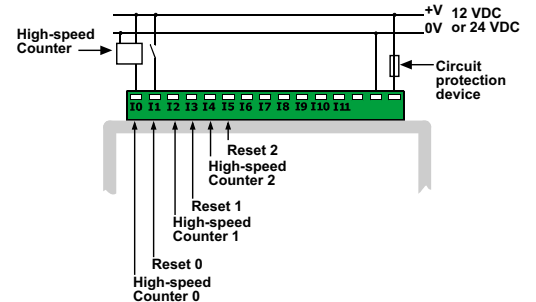 +V 12 VDC
0V or 24 VDC
High-speed
Counter
Circuit
protection
device
I0 I1 I2 I3 I4 I5 I6 I7 I8 I9 I10 I11
Reset 2
High-speed
Counter 2
Reset 1
High-speed
Counter 1
Reset 0
High-speed
Counter 0